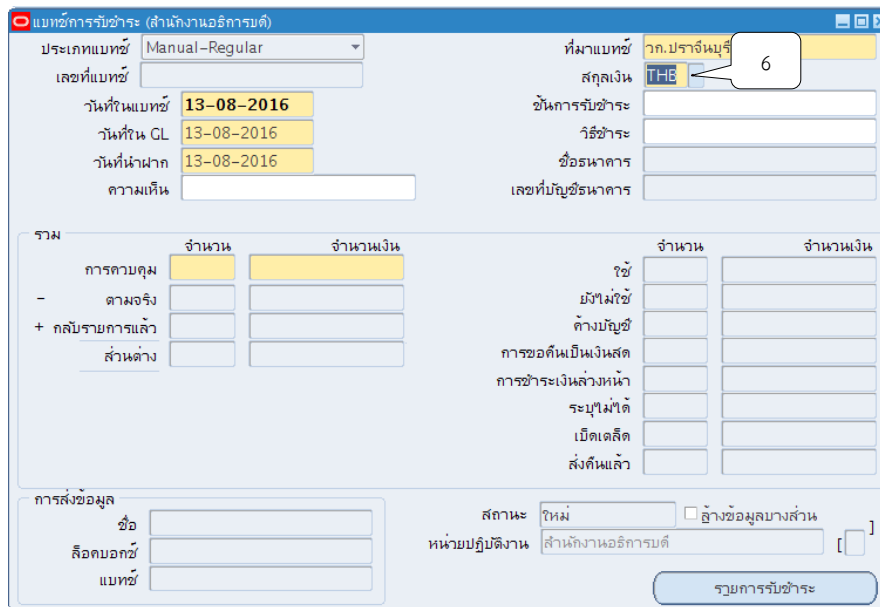 แบทช์การรับชำระ (สำนักงานอธิการบดี)
ประเภทแบทช์ Manual-Regular ที่มาแบทช์ วก.ปราจีนบุรี
เลขที่แบทช์ สกุลเงิน THB 6
วันที่ในแบทช์ 13-08-2016 ชั้นการรับชำระ
วันที่ใน GL 13-08-2016 วิธีชำระ
วันที่นำฝาก 13-08-2016 ชื่อธนาคาร
ความเห็น เลขที่บัญชีธนาคาร
รวม
จำนวน จำนวนเงิน จำนวน จำนวนเงิน
การควบคุม ใช้
- ตามจริง ยังไม่ใช้
+ กลับรายการแล้ว ค้างบัญชี
ส่วนต่าง การขอคืนเป็นเงินสด
การชำระเงินล่วงหน้า
ระบุไม่ได้
เบ็ดเตล็ด
ส่งคืนแล้ว
การส่งข้อมูล
ชื่อ สถานะ ใหม่ ล้างข้อมูลบางส่วน
ล็อคบอกซ์ หน่วยปฏิบัติงาน สำนักงานอธิการบดี [ ]
แบทช์ รายการรับชำระ